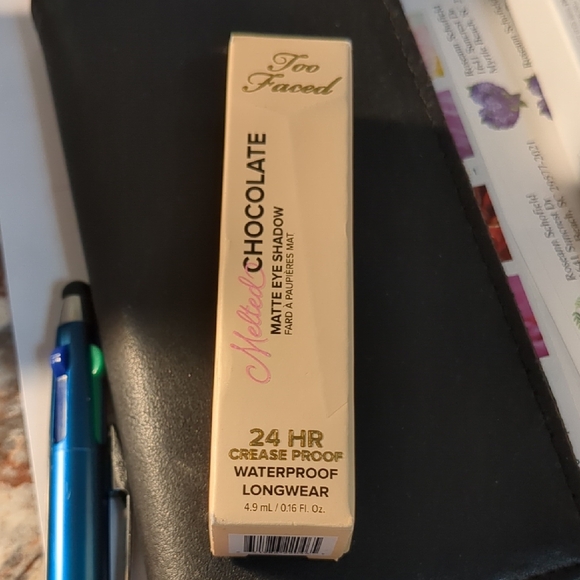 Too
Faced
Melted CHOCOLATE
MATTE EYE SHADOW
FARD À PAUPIÈRES MAT
24 HR
CREASE PROOF
WATERPROOF
LONGWEAR
4.9 mL / 0.16 Fl. Oz.